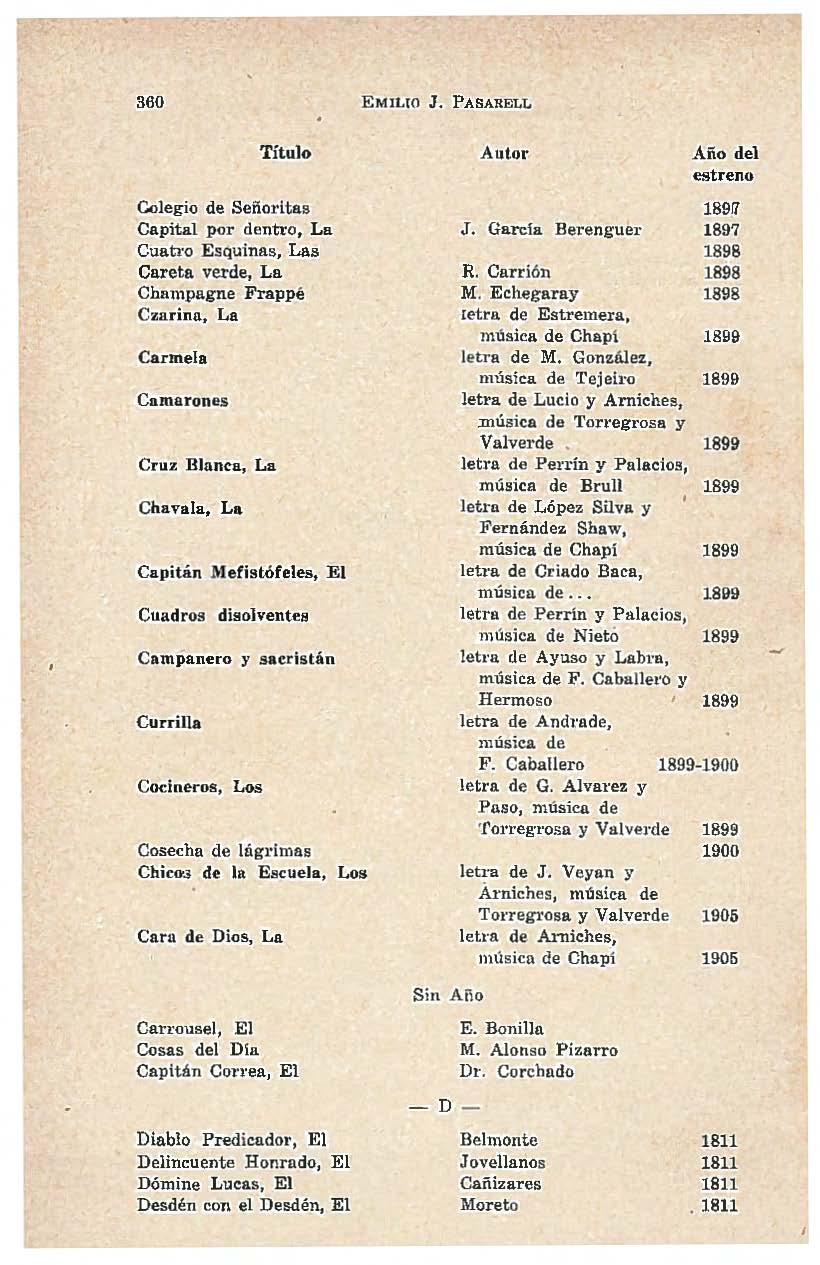 360 EMILIO J. PASARELL
Título Autor Año del
estreno
Colegio de Señoritas 1897
Capital por dentro, La J. García Berenguer 1897
Cuatro Esquinas, Las 1898
Careta verde, La R. Carrión 1898
Champagne Frappé M. Echegaray 1898
Czarina, La letra de Estremera,
música de Chapí 1899
Carmela letra de M. González,
música de Tejeiro 1899
Camarones letra de Lucio y Arniches,
música de Torregrosa y
Valverde 1899
Cruz Blanca, La letra de Perrín y Palacios,
música de Brull 1899
Chavala, La letra de López Silva y
Fernández Shaw,
música de Chapí 1899
Capitán Mefistófeles, El letra de Criado Baca,
música de ... 1899
Cuadros disolventes letra de Perrín y Palacios,
música de Nieto 1899
Campanero y sacristán letra de Ayuso y Labra,
música de F. Caballero y
Hermoso 1899
Currilla letra de Andrade,
música de
F. Caballero 1899-1900
Cocineros, Los letra de G. Alvarez y
Paso, música de
Torregrosa y Valverde 1899
Cosecha de lágrimas 1900
Chicos de la Escuela, Los letra de J. Veyan y
Arniches, música de
Torregrosa y Valverde 1905
Cara de Dios, La letra de Arniches,
música de Chapí 1905
Sin Año
Carrousel, El E. Bonilla
Cosas del Día M. Alonso Pizarro
Capitán Correa, El Dr. Corchado
— D —
Diablo Predicador, El Belmonte 1811
Delincuente Honrado, El Jovellanos 1811
Dómine Lucas, El Cañizares 1811
Desdén con el Desdén, El Moreto 1811